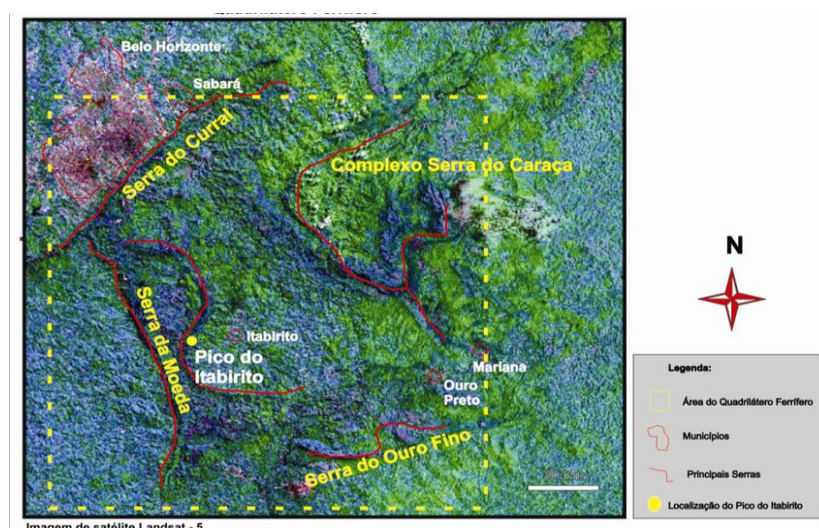 Quadrilátero Ferrífero
Belo Horizonte
Sabará
Serra do Curral
Complexo Serra do Caraça
Serra da Moeda
Itabirito
Pico do
Itabirito
Mariana
Ouro
Preto
Serra do Ouro Fino
N
Legenda:
Área do Quadrilátero Ferrífero
Municípios
Principais Serras
Localização do Pico do Itabirito
Imagem de satélite Landsat - 5